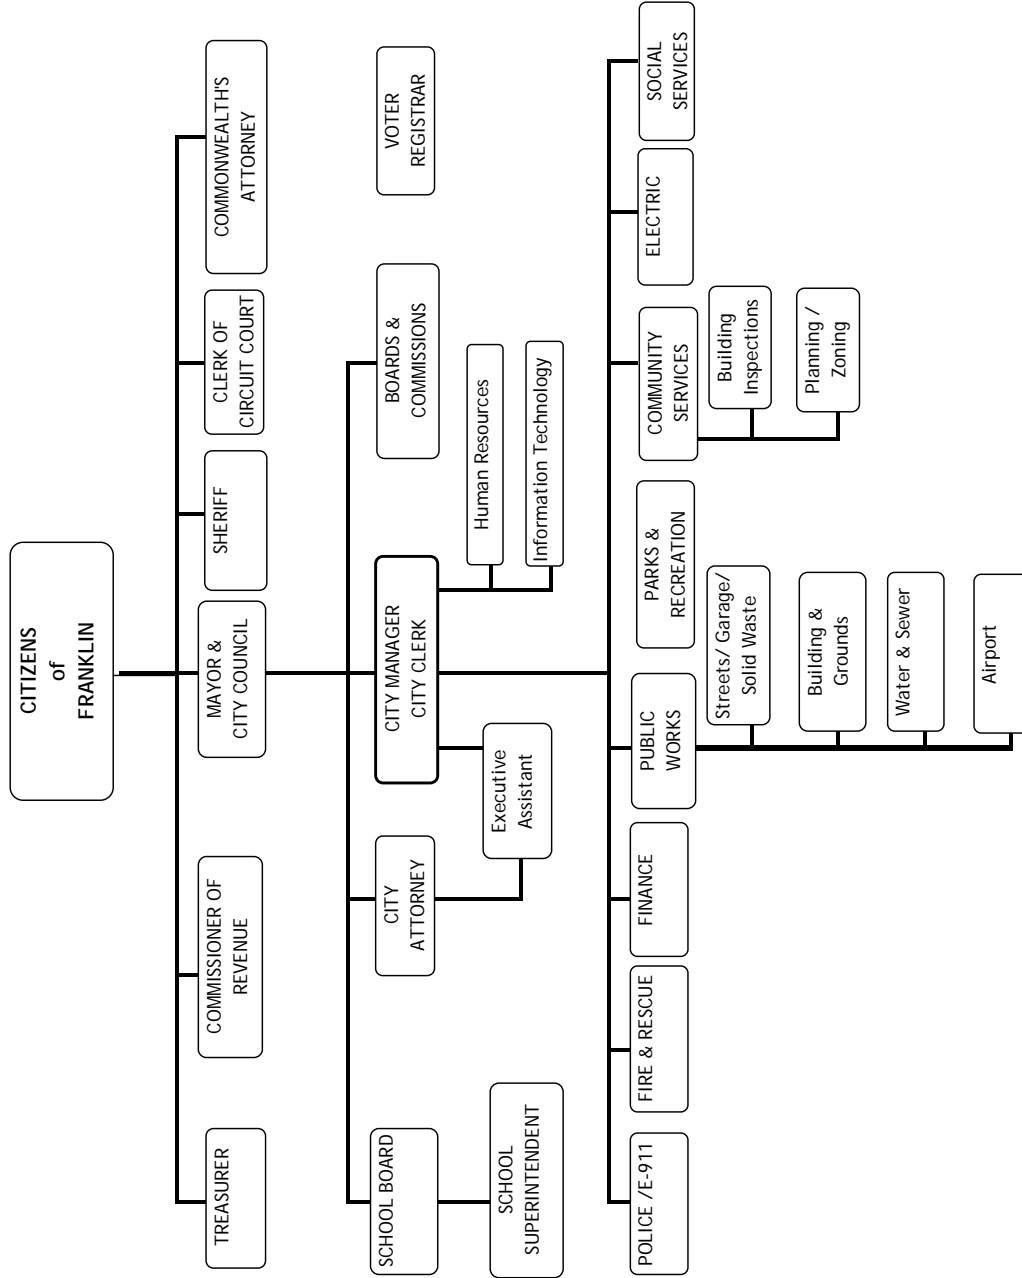 CITIZENS
of
FRANKLIN
TREASURER
COMMISSIONER OF
REVENUE
MAYOR &
CITY COUNCIL
SHERIFF
CLERK OF
CIRCUIT COURT
COMMONWEALTH'S
ATTORNEY
SCHOOL BOARD
CITY
ATTORNEY
CITY MANAGER
CITY CLERK
BOARDS &
COMMISSIONS
VOTER
REGISTRAR
SCHOOL
SUPERINTENDENT
Executive
Assistant
Human Resources
Information Technology
POLICE /E-911
FIRE & RESCUE
FINANCE
PUBLIC
WORKS
PARKS &
RECREATION
COMMUNITY
SERVICES
ELECTRIC
SOCIAL
SERVICES
Streets/ Garage/
Solid Waste
Building &
Grounds
Water & Sewer
Airport
Building
Inspections
Planning /
Zoning